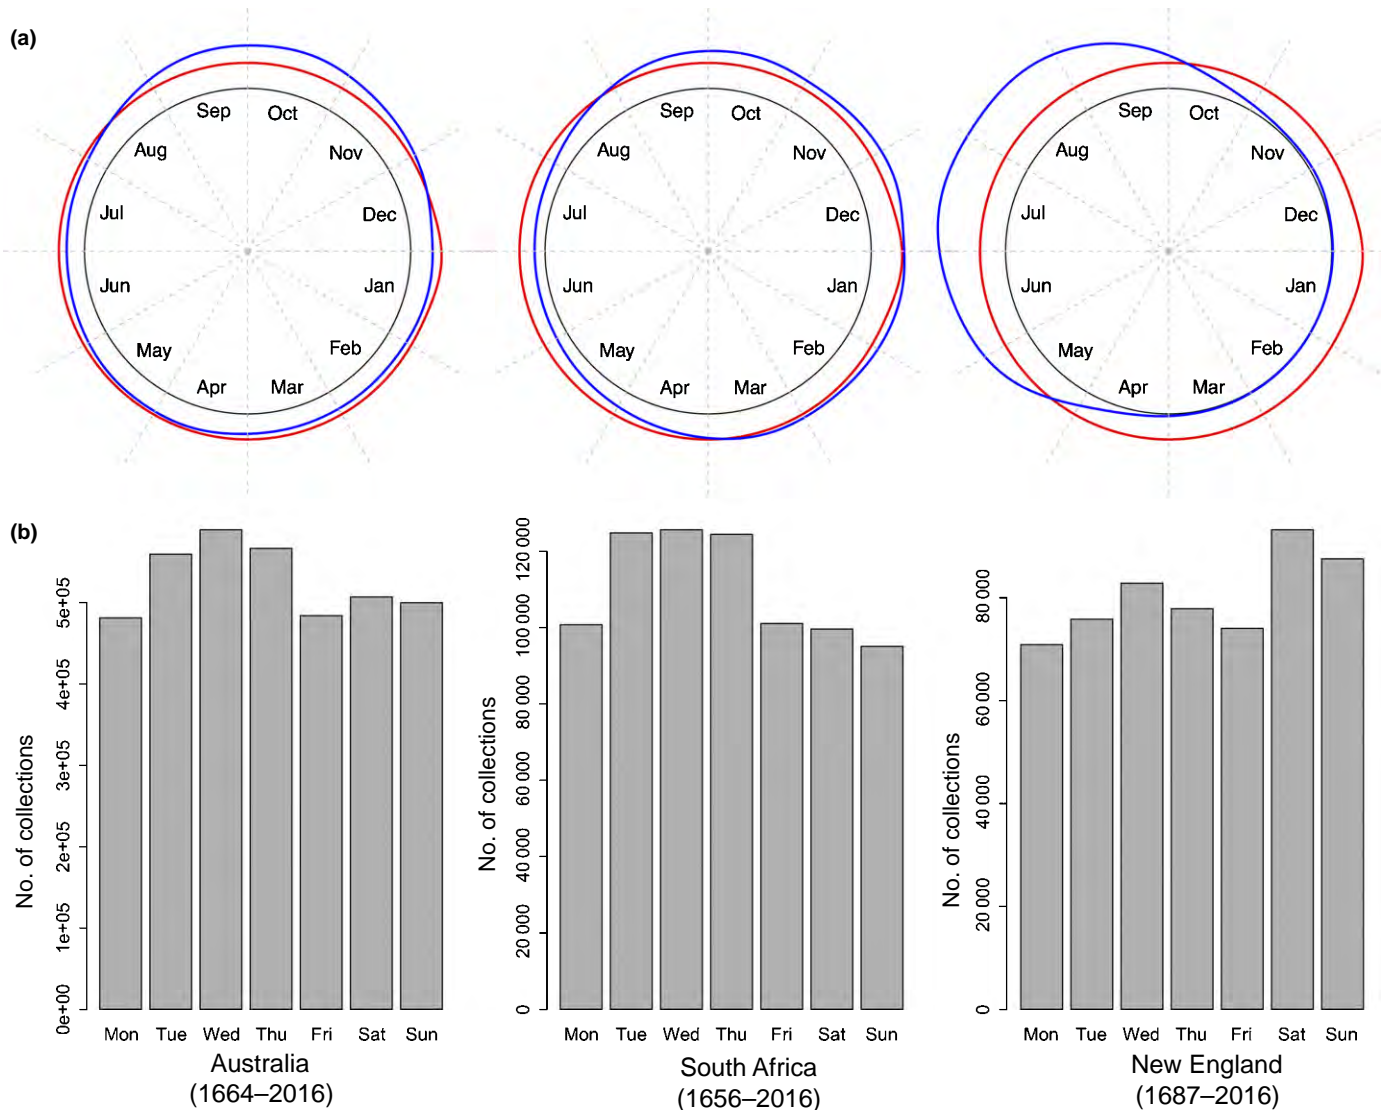 (a)
Sep Oct
Aug Nov
Jul Dec
Jun Jan
May Feb
Apr Mar
Sep Oct
Aug Nov
Jul Dec
Jun Jan
May Feb
Apr Mar
Sep Oct
Aug Nov
Jul Dec
Jun Jan
May Feb
Apr Mar
(b)
No. of collections
0e+00 1e+05 2e+05 3e+05 4e+05 5e+05
Mon Tue Wed Thu Fri Sat Sun
Australia
(1664–2016)
No. of collections
0 20 000 40 000 60 000 80 000 100 000 120 000
Mon Tue Wed Thu Fri Sat Sun
South Africa
(1656–2016)
No. of collections
0 20 000 40 000 60 000 80 000
Mon Tue Wed Thu Fri Sat Sun
New England
(1687–2016)